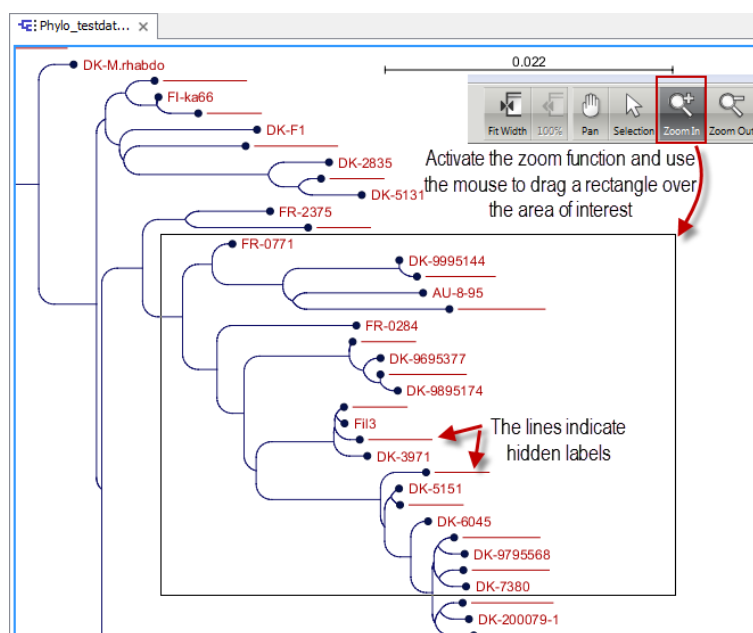 Phylo_testdat...
DK-M.rhabdo
0.022
FI-ka66
Fit Width
100%
Pan
Selection
Zoom In
Zoom Out
DK-F1
Activate the zoom function and use
the mouse to drag a rectangle over
the area of interest
DK-2835
DK-5131
FR-2375
FR-0771
DK-9995144
AU-8-95
FR-0284
DK-9695377
DK-9895174
Fil3
The lines indicate
hidden labels
DK-3971
DK-5151
DK-6045
DK-9795568
DK-7380
DK-200079-1